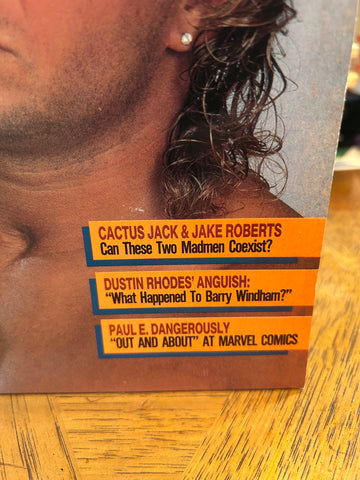 CACTUS JACK & JAKE ROBERTS
Can These Two Madmen Coexist?
DUSTIN RHODES' ANGUISH:
"What Happened To Barry Windham?"
PAUL E. DANGEROUSLY
"OUT AND ABOUT" AT MARVEL COMICS